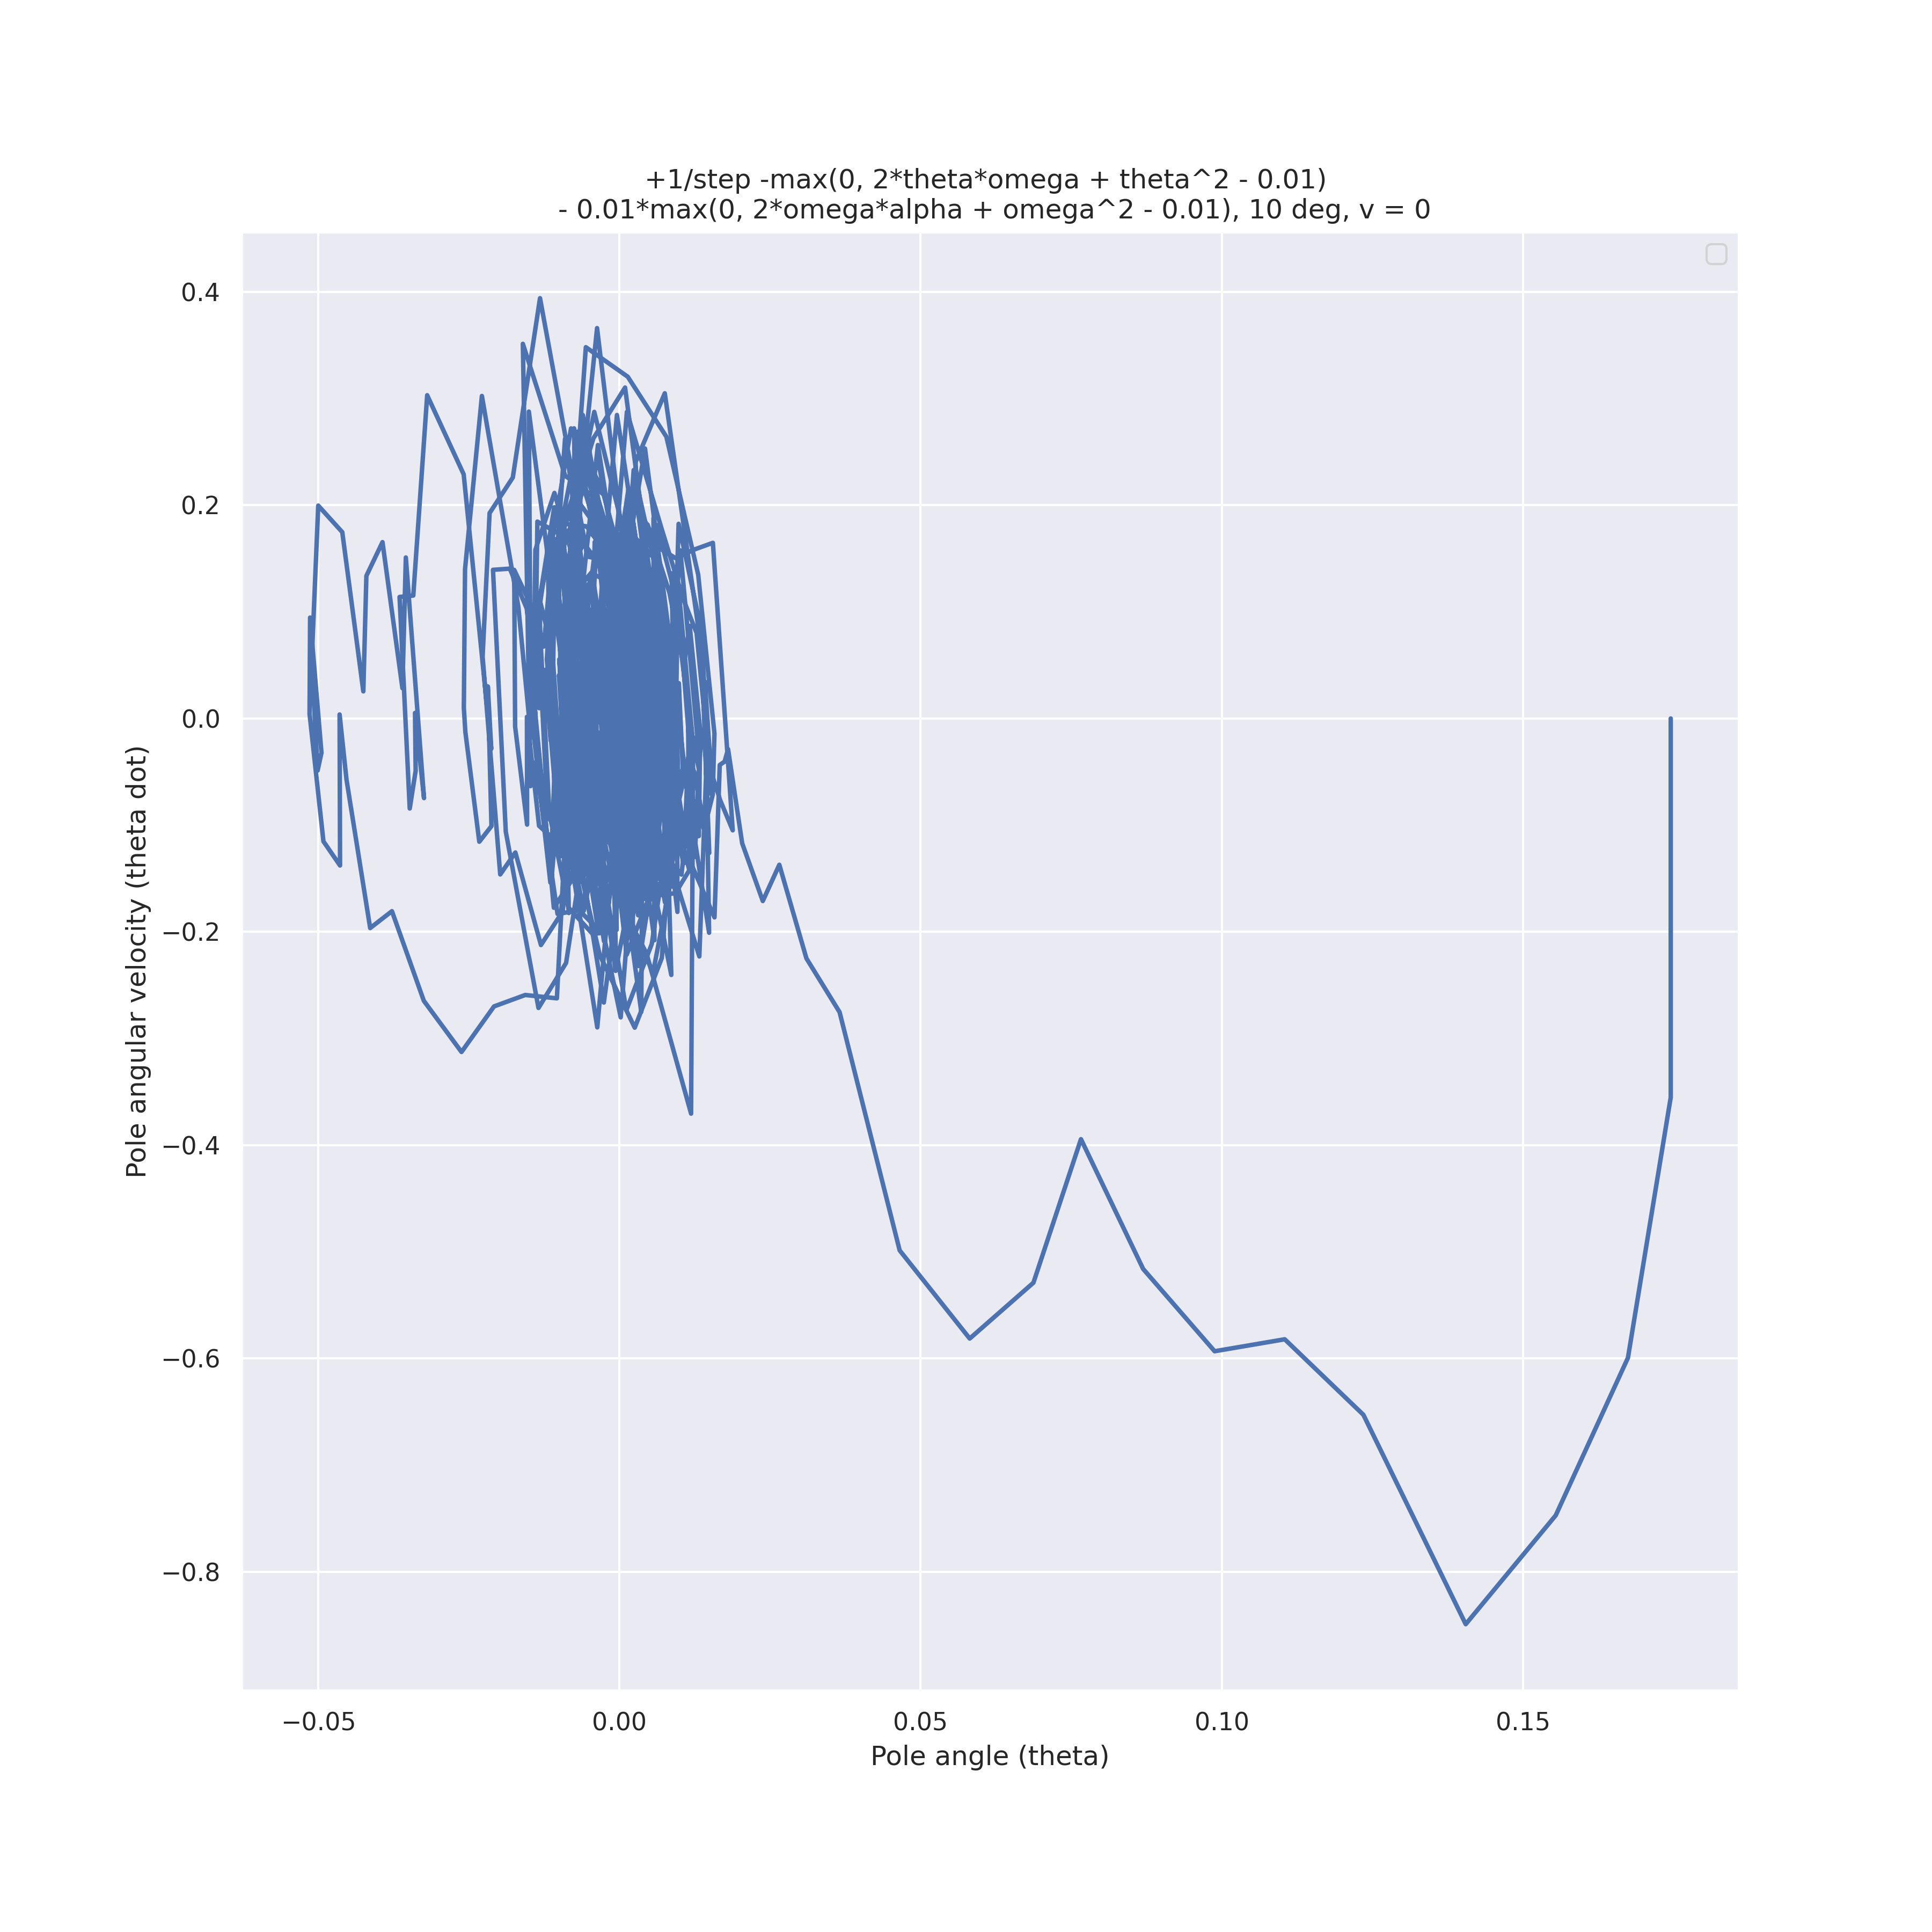 +1/step -max(0, 2*theta*omega + theta^2 - 0.01)
- 0.01*max(0, 2*omega*alpha + omega^2 - 0.01), 10 deg, v = 0
0.4
0.2
0.0
−0.2
−0.4
−0.6
−0.8
Pole angular velocity (theta dot)
−0.05 0.00 0.05 0.10 0.15
Pole angle (theta)